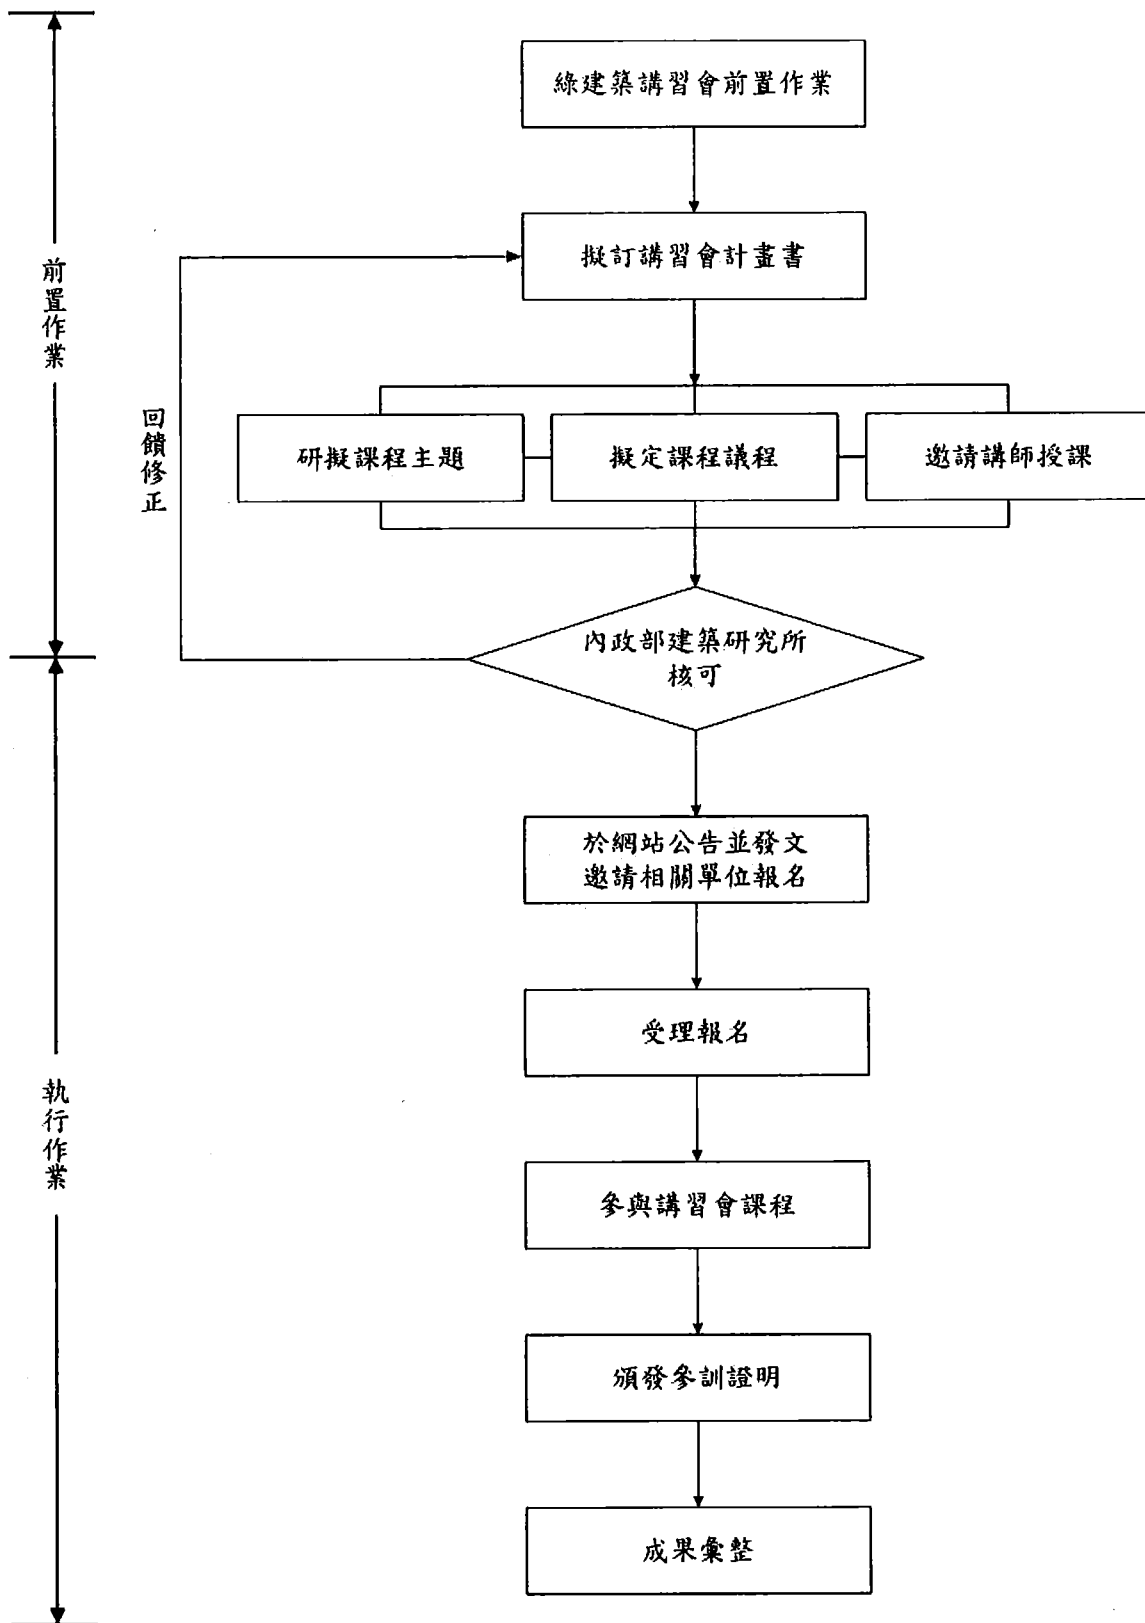 綠建築講習會前置作業
擬訂講習會計畫書
前置作業
回饋修正
研擬課程主題
擬定課程議程
邀請講師授課
內政部建築研究所
核可
於網站公告並發文
邀請相關單位報名
受理報名
執行作業
參與講習會課程
頒發參訓證明
成果彙整